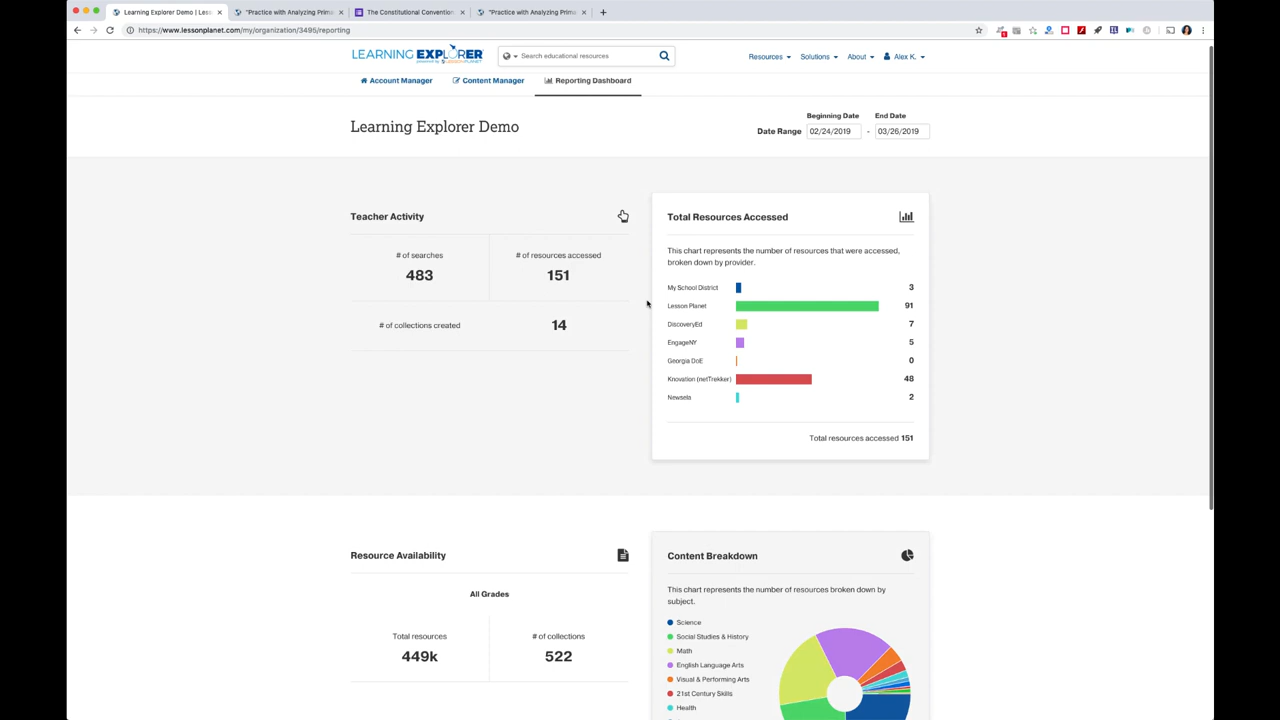 Learning Explorer Demo | Less
"Practice with Analyzing Prima
The Constitutional Convention
"Practice with Analyzing Prima
https://www.lessonplanet.com/my/organization/3495/reporting
LEARNING EXPLORER
powered by LESSON PLANET
Search educational resources
Resources
Solutions
About
Alex K.
Account Manager
Content Manager
Reporting Dashboard
Learning Explorer Demo
Beginning Date
End Date
Date Range
02/24/2019 - 03/26/2019
Teacher Activity
# of searches
483
# of resources accessed
151
# of collections created
14
Total Resources Accessed
This chart represents the number of resources that were accessed,
broken down by provider.
My School District 3
Lesson Planet 91
DiscoveryEd 7
EngageNY 5
Georgia DoE 0
Knovation (netTrekker) 48
Newsela 2
Total resources accessed 151
Resource Availability
All Grades
Total resources
449k
# of collections
522
Content Breakdown
This chart represents the number of resources broken down by
subject.
Science
Social Studies & History
Math
English Language Arts
Visual & Performing Arts
21st Century Skills
Health